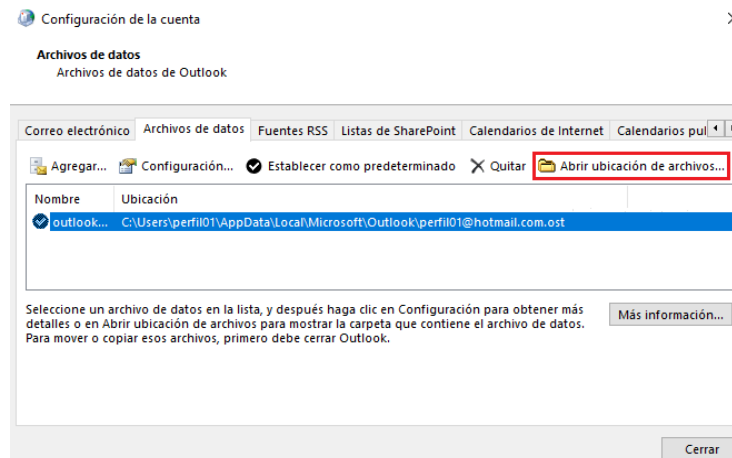 Configuración de la cuenta
Archivos de datos
Archivos de datos de Outlook
Correo electrónico Archivos de datos Fuentes RSS Listas de SharePoint Calendarios de Internet Calendarios pul
Agregar... Configuración... Establecer como predeterminado Quitar Abrir ubicación de archivos...
Nombre Ubicación
outlook... C:\Users\perfil01\AppData\Local\Microsoft\Outlook\perfil01@hotmail.com.ost
Seleccione un archivo de datos en la lista, y después haga clic en Configuración para obtener más
detalles o en Abrir ubicación de archivos para mostrar la carpeta que contiene el archivo de datos.
Para mover o copiar esos archivos, primero debe cerrar Outlook.
Más información...
Cerrar